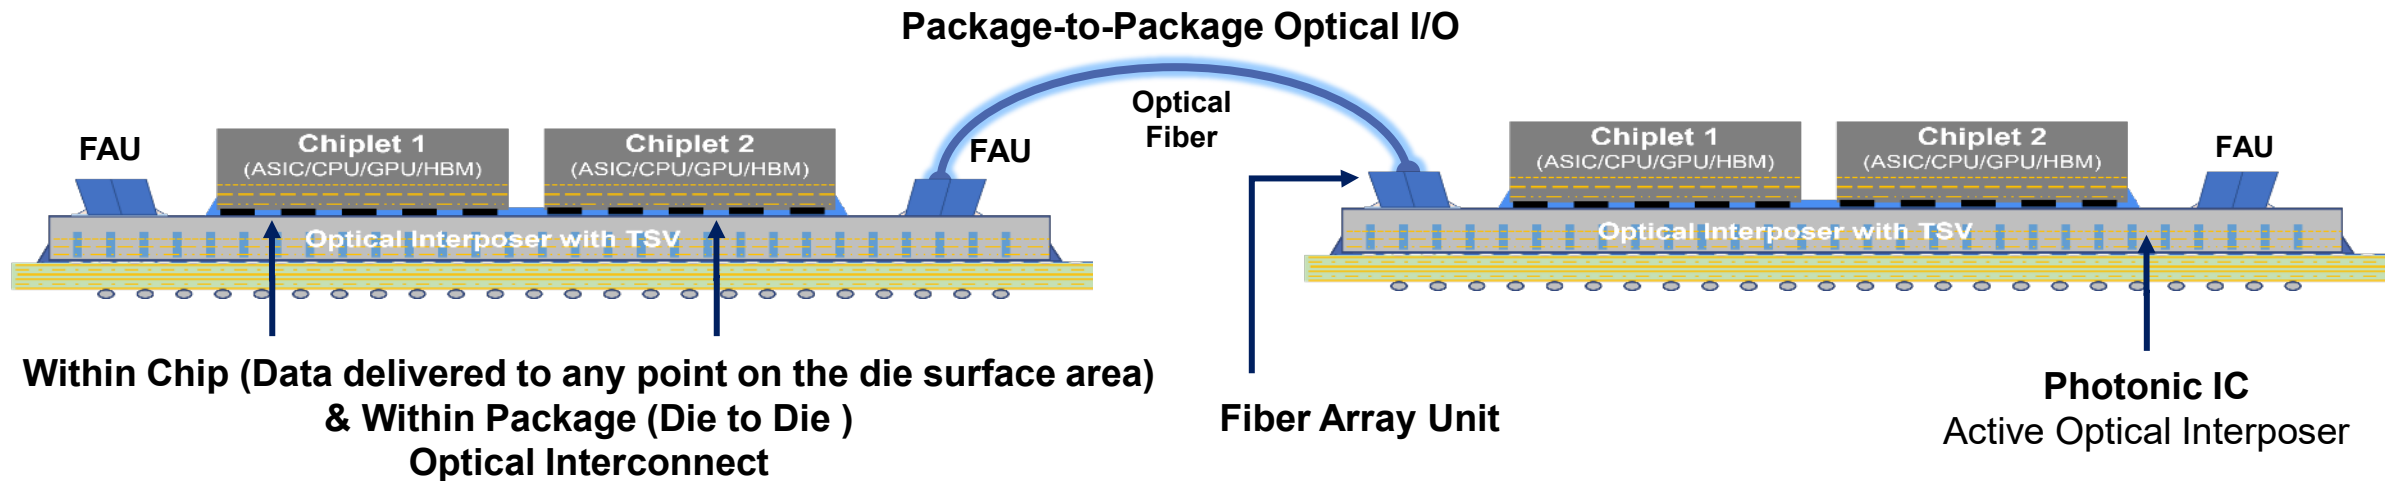 Package-to-Package Optical I/O
Optical
Fiber
FAU
Chiplet 1
(ASIC/CPU/GPU/HBM)
Chiplet 2
(ASIC/CPU/GPU/HBM)
FAU
Optical Interposer with TSV
Chiplet 1
(ASIC/CPU/GPU/HBM)
Chiplet 2
(ASIC/CPU/GPU/HBM)
FAU
Optical Interposer with TSV
Within Chip (Data delivered to any point on the die surface area)
& Within Package (Die to Die )
Optical Interconnect
Fiber Array Unit
Photonic IC
Active Optical Interposer